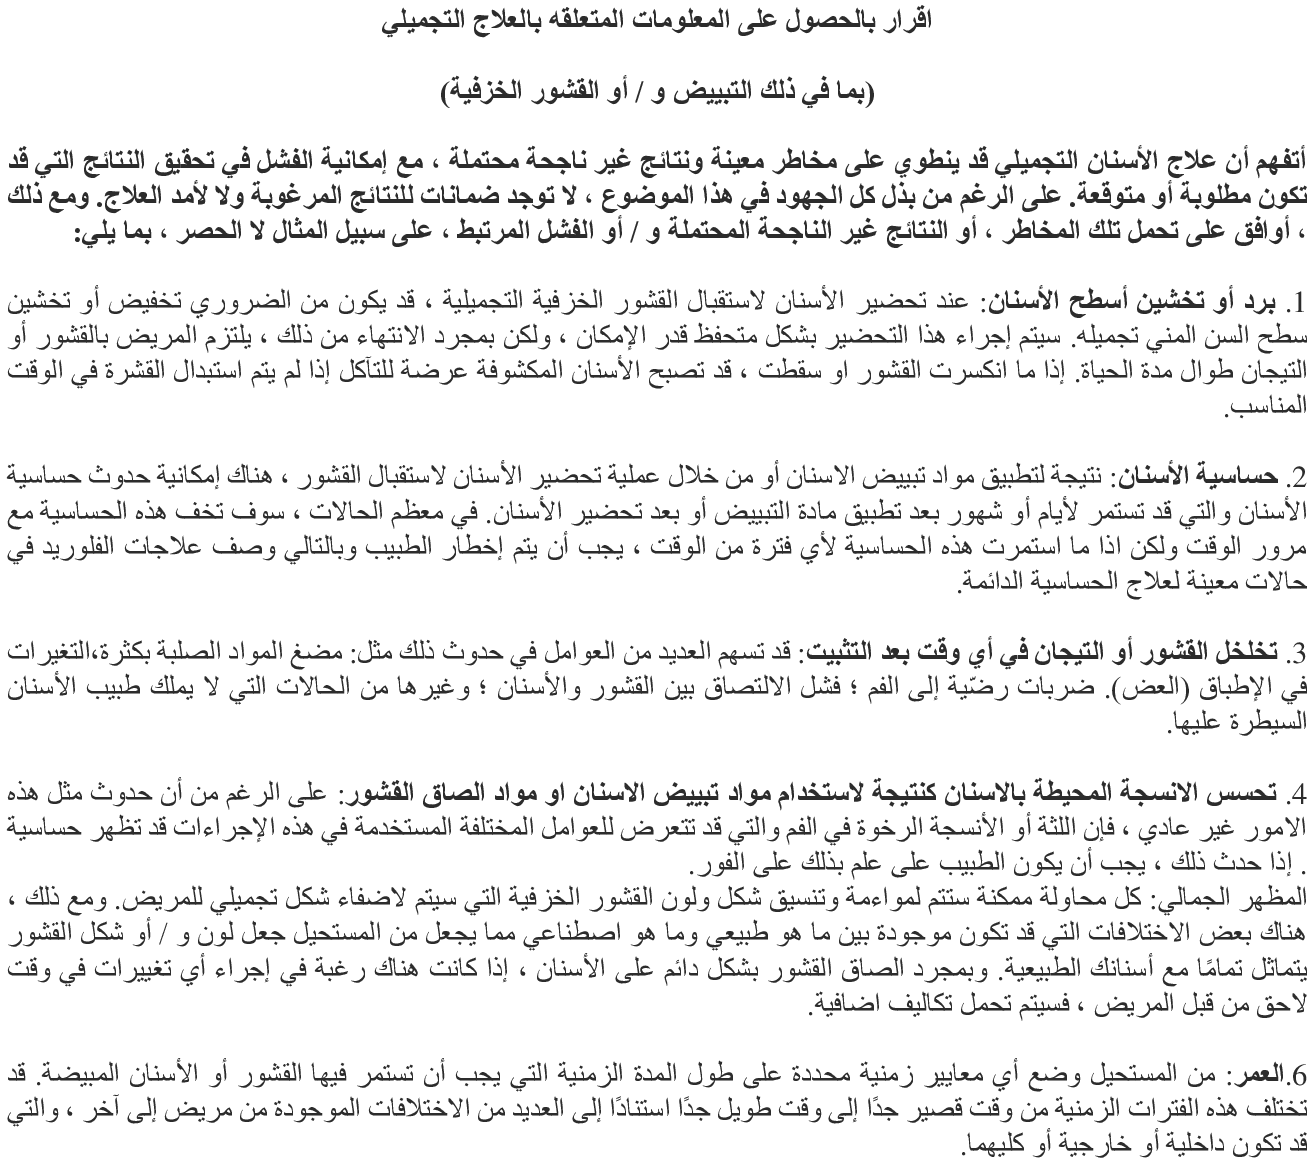 اقرار بالحصول على المعلومات المتعلقه بالعلاج التجميلي
(بما في ذلك التبييض و / أو القشور الخزفية)
أتفهم أن علاج الأسنان التجميلي قد ينطوي على مخاطر معينة ونتائج غير ناجحة محتملة ، مع إمكانية الفشل في تحقيق النتائج التي قد
تكون مطلوبة أو متوقعة. على الرغم من بذل كل الجهود في هذا الموضوع ، لا توجد ضمانات للنتائج المرغوبة ولا لأمد العلاج. ومع ذلك
، أوافق على تحمل تلك المخاطر ، أو النتائج غير الناجحة المحتملة و / أو الفشل المرتبط ، على سبيل المثال لا الحصر ، بما يلي:
1. برد أو تخشين أسطح الأسنان: عند تحضير الأسنان لاستقبال القشور الخزفية التجميلية ، قد يكون من الضروري تخفيض أو تخشين
سطح السن المني تجميله. سيتم إجراء هذا التحضير بشكل متحفظ قدر الإمكان ، ولكن بمجرد الانتهاء من ذلك ، يلتزم المريض بالقشور أو
التيجان طوال مدة الحياة. إذا ما انكسرت القشور او سقطت ، قد تصبح الأسنان المكشوفة عرضة للتآكل إذا لم يتم استبدال القشرة في الوقت
المناسب.
2. حساسية الأسنان: نتيجة لتطبيق مواد تبييض الاسنان أو من خلال عملية تحضير الأسنان لاستقبال القشور ، هناك إمكانية حدوث حساسية
الأسنان والتي قد تستمر لأيام أو شهور بعد تطبيق مادة التبييض أو بعد تحضير الأسنان. في معظم الحالات ، سوف تخف هذه الحساسية مع
مرور الوقت ولكن اذا ما استمرت هذه الحساسية لأي فترة من الوقت ، يجب أن يتم إخطار الطبيب وبالتالي وصف علاجات الفلوريد في
حالات معينة لعلاج الحساسية الدائمة.
3. تخلخل القشور أو التيجان في أي وقت بعد التثبيت: قد تسهم العديد من العوامل في حدوث ذلك مثل: مضغ المواد الصلبة بكثرة،التغيرات
في الإطباق (العض). ضربات رضّية إلى الفم ؛ فشل الالتصاق بين القشور والأسنان ؛ وغيرها من الحالات التي لا يملك طبيب الأسنان
السيطرة عليها.
4. تحسس الانسجة المحيطة بالاسنان كنتيجة لاستخدام مواد تبييض الاسنان او مواد الصاق القشور: على الرغم من أن حدوث مثل هذه
الامور غير عادي ، فإن اللثة أو الأنسجة الرخوة في الفم والتي قد تتعرض للعوامل المختلفة المستخدمة في هذه الإجراءات قد تظهر حساسية
. إذا حدث ذلك ، يجب أن يكون الطبيب على علم بذلك على الفور.
المظهر الجمالي: كل محاولة ممكنة ستتم لمواءمة وتنسيق شكل ولون القشور الخزفية التي سيتم لاضفاء شكل تجميلي للمريض. ومع ذلك ،
هناك بعض الاختلافات التي قد تكون موجودة بين ما هو طبيعي وما هو اصطناعي مما يجعل من المستحيل جعل لون و / أو شكل القشور
يتماثل تمامًا مع أسنانك الطبيعية. وبمجرد الصاق القشور بشكل دائم على الأسنان ، إذا كانت هناك رغبة في إجراء أي تغييرات في وقت
لاحق من قبل المريض ، فسيتم تحمل تكاليف اضافية.
6.العمر: من المستحيل وضع أي معايير زمنية محددة على طول المدة الزمنية التي يجب أن تستمر فيها القشور أو الأسنان المبيضة. قد
تختلف هذه الفترات الزمنية من وقت قصير جدًا إلى وقت طويل جدًا استنادًا إلى العديد من الاختلافات الموجودة من مريض إلى آخر ، والتي
قد تكون داخلية أو خارجية أو كليهما.